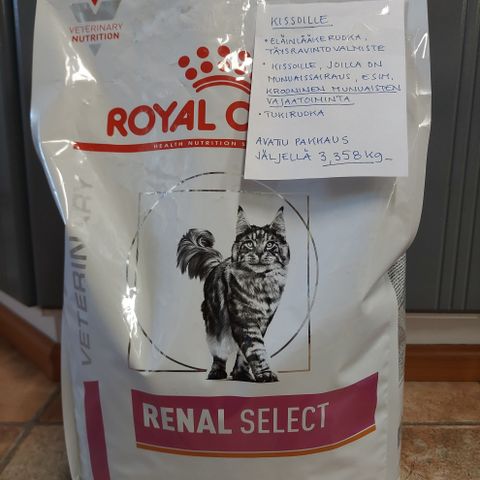 VETERINARY
NUTRITION
KISSOILLE
• ELÄINLÄÄKERUOKA,
TÄYSRAVINTOVALMISTE
• KISSOILLE, JOILLA ON
MUNUAISSAIRAUS, ESIM.
KROONINEN MUNUAISTEN
VAJAATOIMINTA
• TUKIRUOKA
AVATTU PAKKAUS
JÄLJELLÄ 3,358 kg
ROYAL C
HEALTH NUTRITION S
VETERINARY
RENAL SELECT